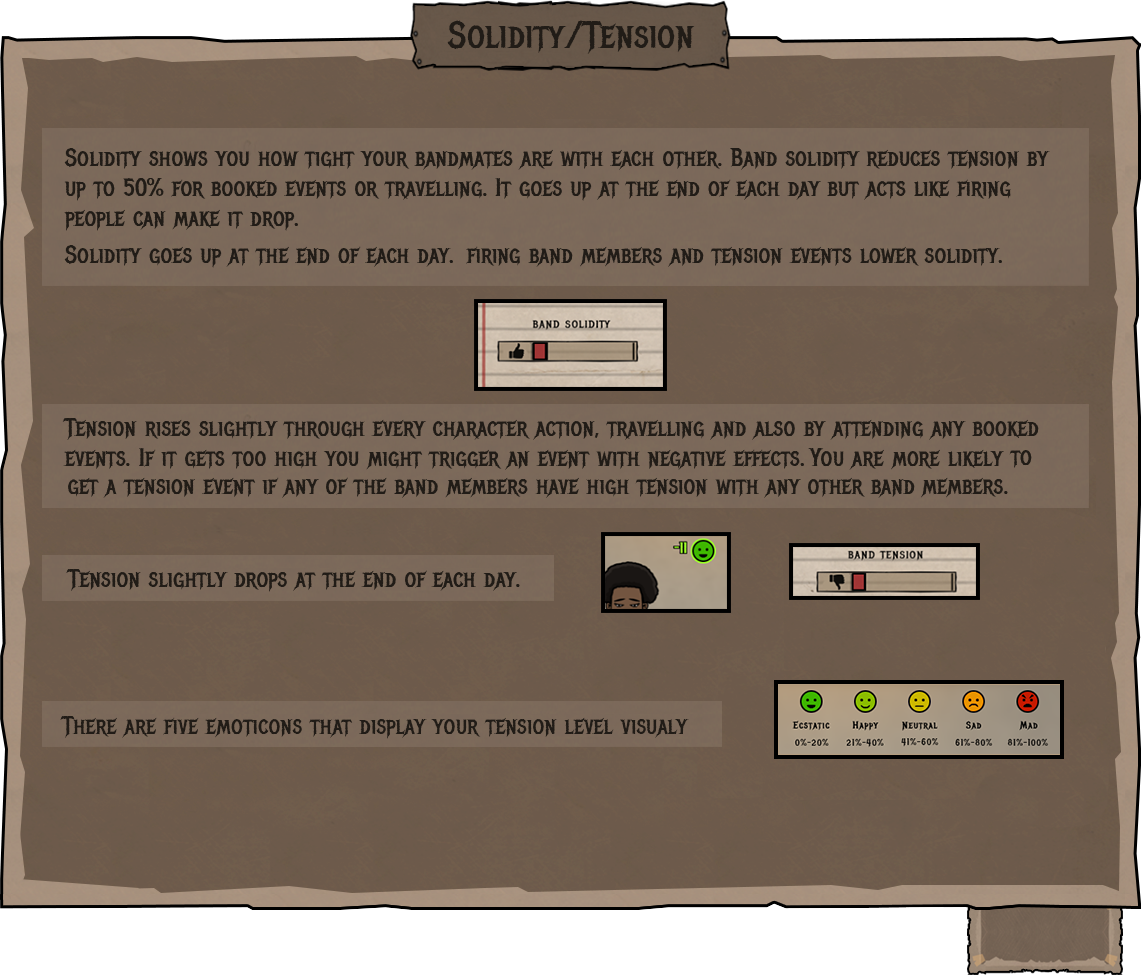 Solidity/Tension
Solidity shows you how tight your bandmates are with each other. Band solidity reduces tension by
up to 50% for booked events or travelling. It goes up at the end of each day but acts like firing
people can make it drop.
Solidity goes up at the end of each day. firing band members and tension events lower solidity.
band solidity
Tension rises slightly through every character action, travelling and also by attending any booked
events. If it gets too high you might trigger an event with negative effects. You are more likely to
get a tension event if any of the band members have high tension with any other band members.
Tension slightly drops at the end of each day.
band tension
There are five emoticons that display your tension level visualy
Ecstatic Happy Neutral Sad Mad
0%-20% 21%-40% 41%-60% 61%-80% 81%-100%